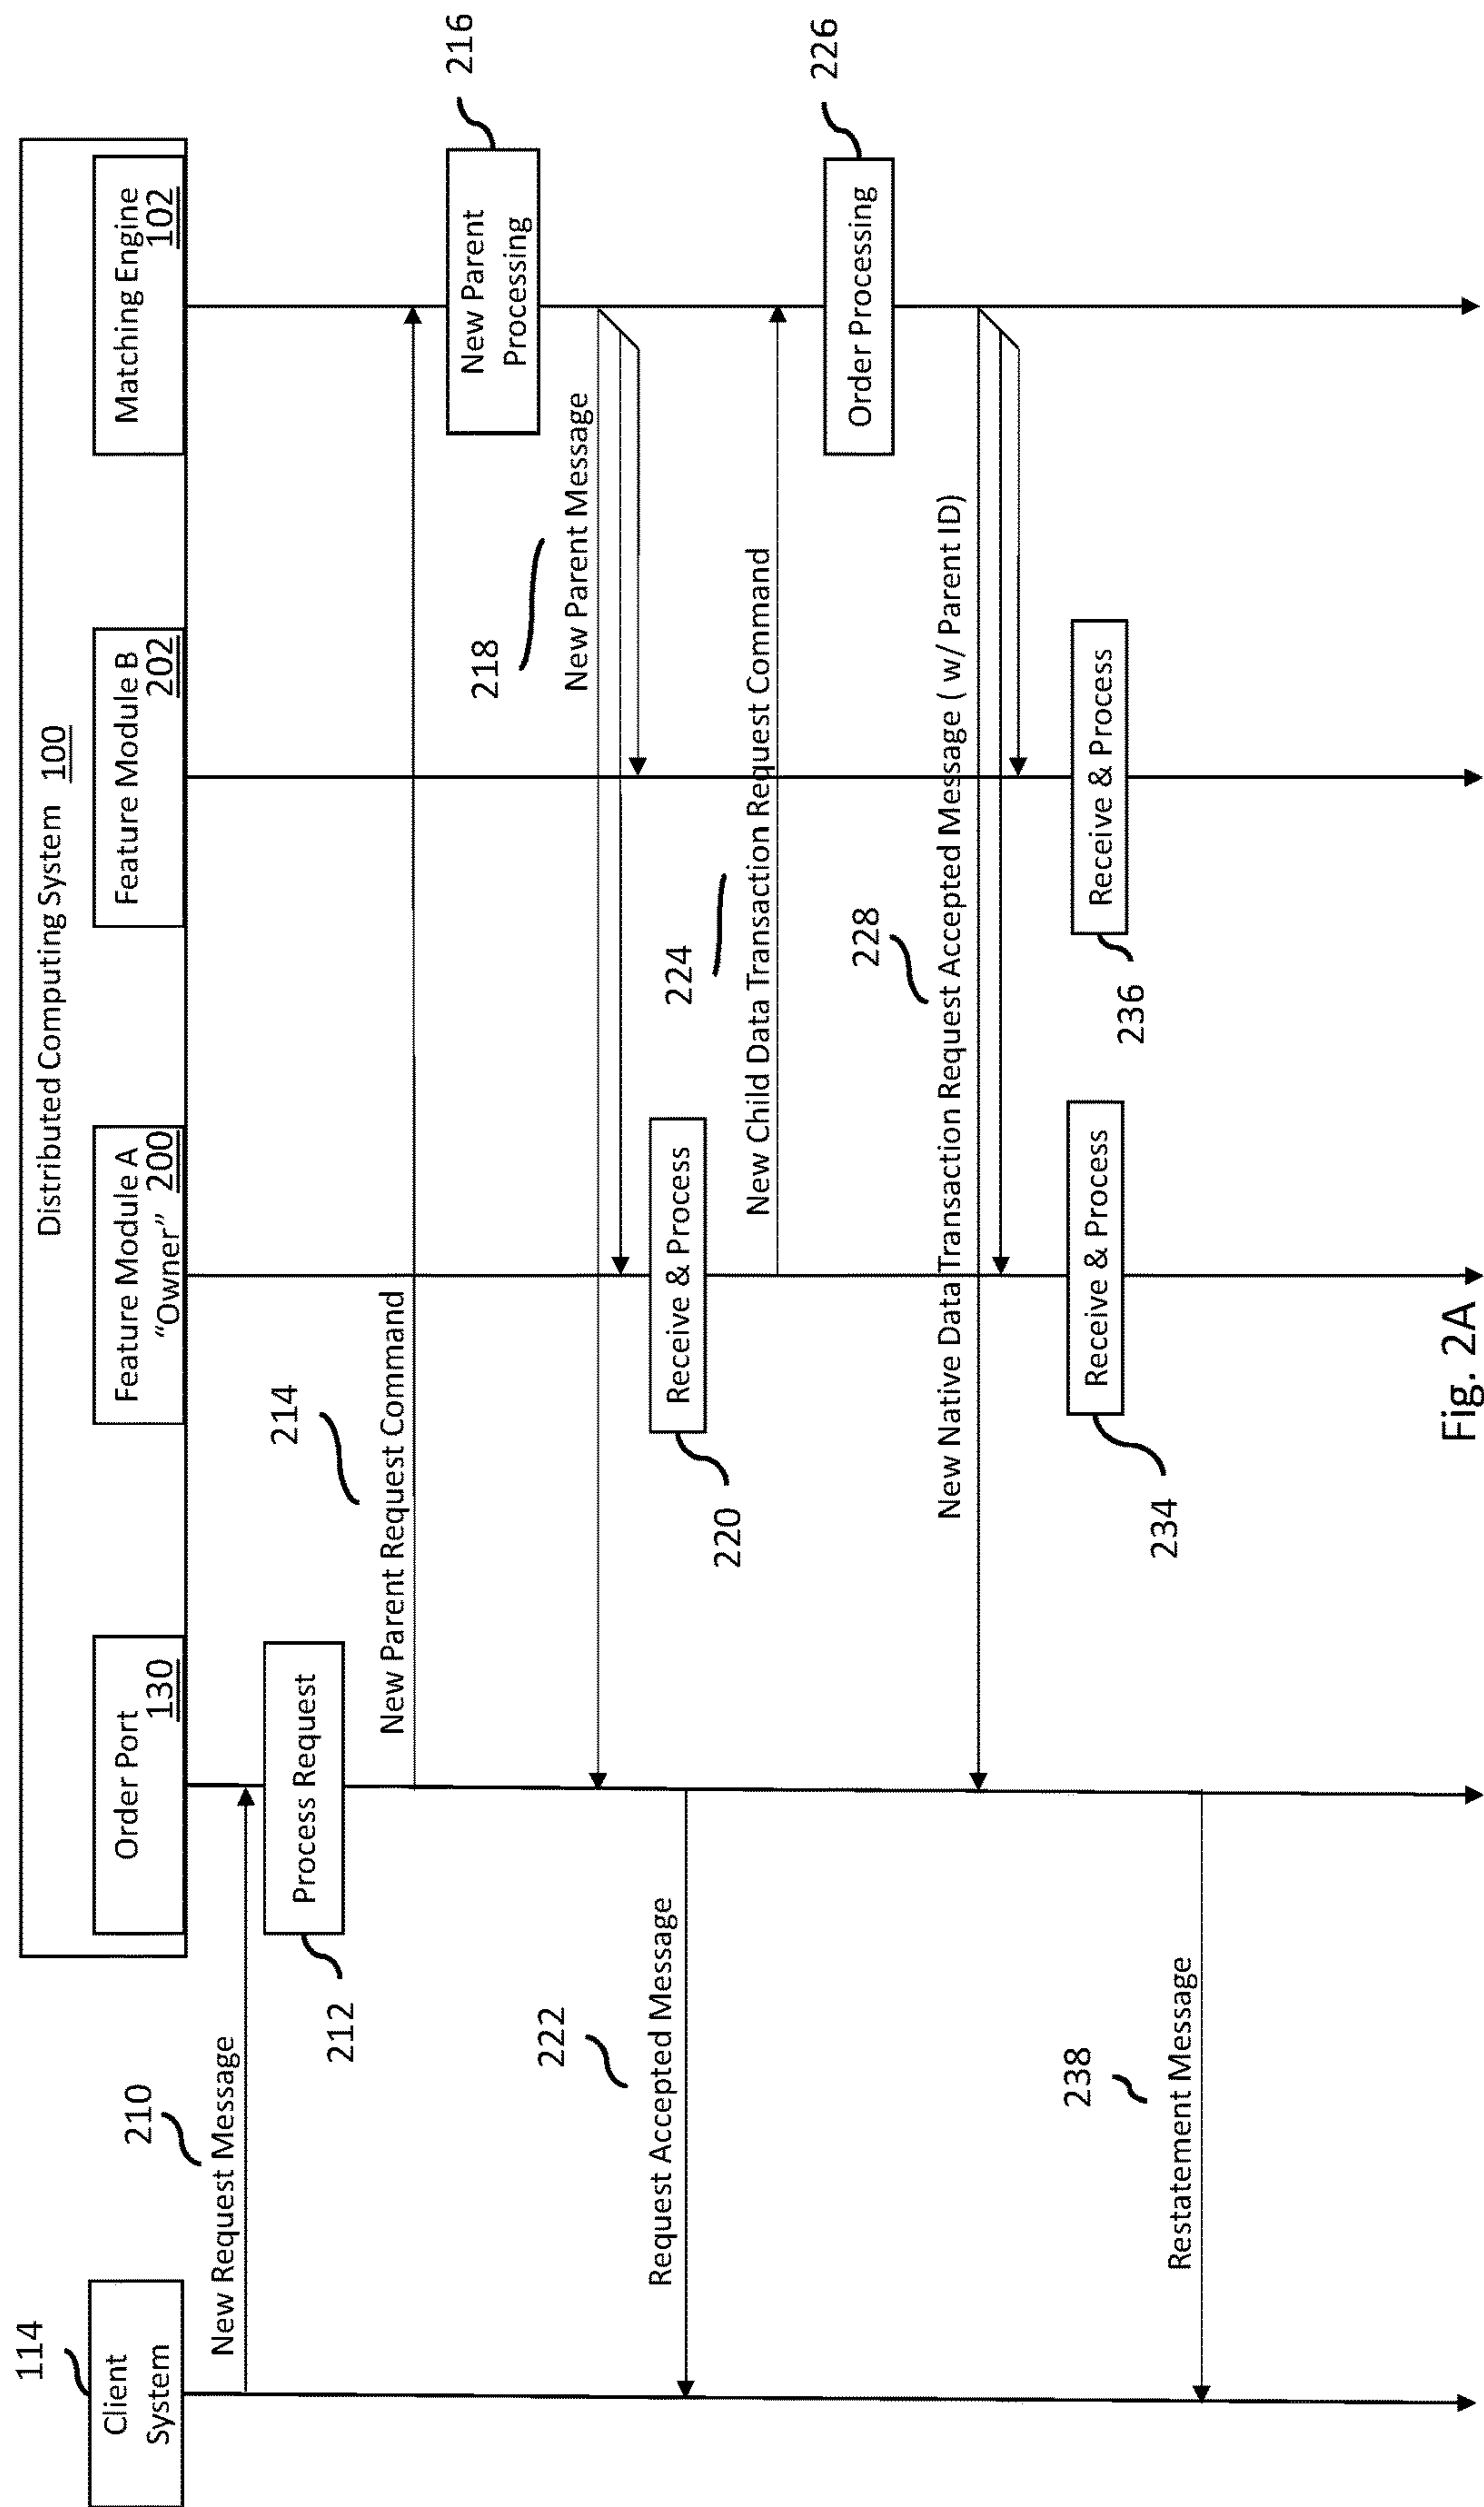 Distributed Computing System 100
114
Client
System
Order Port
130
Feature Module A
"Owner" 200
Feature Module B
202
Matching Engine
102
210
New Request Message
Process Request
212
214
New Parent Request Command
New Parent
Processing
216
218
New Parent Message
Receive & Process
220
222
Request Accepted Message
224
New Child Data Transaction Request Command
Order Processing
226
228
New Native Data Transaction Request Accepted Message ( w/ Parent ID)
Receive & Process
234
Receive & Process
236
238
Restatement Message
Fig. 2A